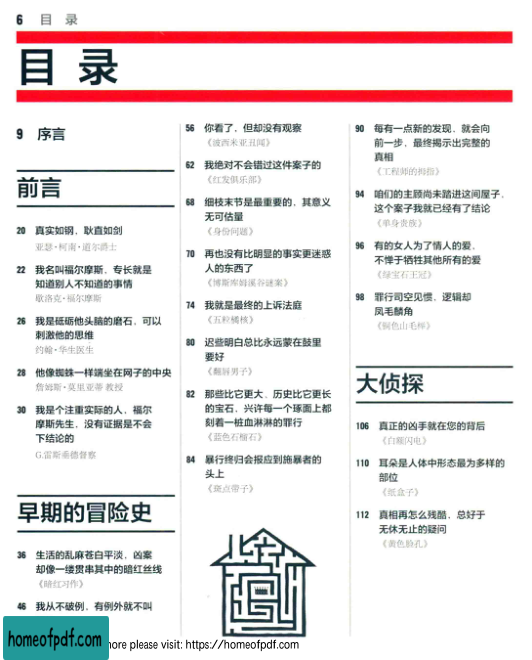 6 目 录
目 录
9 序言
前言
20 真实如钢，耿直如剑
亚瑟·柯南·道尔爵士
22 我名叫福尔摩斯，专长就是
知道别人不知道的事情
歇洛克·福尔摩斯
26 我是砥砺他头脑的磨石，可以
刺激他的思维
约翰·华生医生
28 他像蜘蛛一样端坐在网子的中央
詹姆斯·莫里亚蒂 教授
30 我是个注重实际的人，福尔
摩斯先生，没有证据是不会
下结论的
G.雷斯垂德督察
早期的冒险史
36 生活的乱麻苍白平淡，凶案
却像一缕贯串其中的暗红丝线
《暗红习作》
46 我从不破例，有例外就不叫
56 你看了，但却没有观察
《波西米亚丑闻》
62 我绝对不会错过这件案子的
《红发俱乐部》
68 细枝末节是最重要的，其意义
无可估量
《身份问题》
70 再也没有比明显的事实更迷惑
人的东西了
《博斯库姆溪谷谜案》
74 我就是最终的上诉法庭
《五粒橘核》
80 迟些明白总比永远蒙在鼓里
要好
《翻唇男子》
82 那些比它更大，历史比它更长
的宝石，兴许每一个琢面上都
刻着一桩血淋淋的罪行
《蓝色石榴石》
84 暴行终归会报应到施暴者的
头上
《斑点带子》
90 每有一点新的发现，就会向
前一步，最终揭示出完整的
真相
《工程师的拇指》
94 咱们的主顾尚未踏进这间屋子，
这个案子我就已经有了结论
《单身贵族》
96 有的女人为了情人的爱，
不惮于牺牲其他所有的爱
《绿宝石王冠》
98 罪行司空见惯，逻辑却
凤毛麟角
《铜色山毛榉》
大侦探
106 真正的凶手就在您的背后
《白额闪电》
110 耳朵是人体中形态最为多样的
部位
《纸盒子》
112 真相再怎么残酷，总好于
无休无止的疑问
《黄色脸孔》
homeofpdf.com
more please visit: https://homeofpdf.com